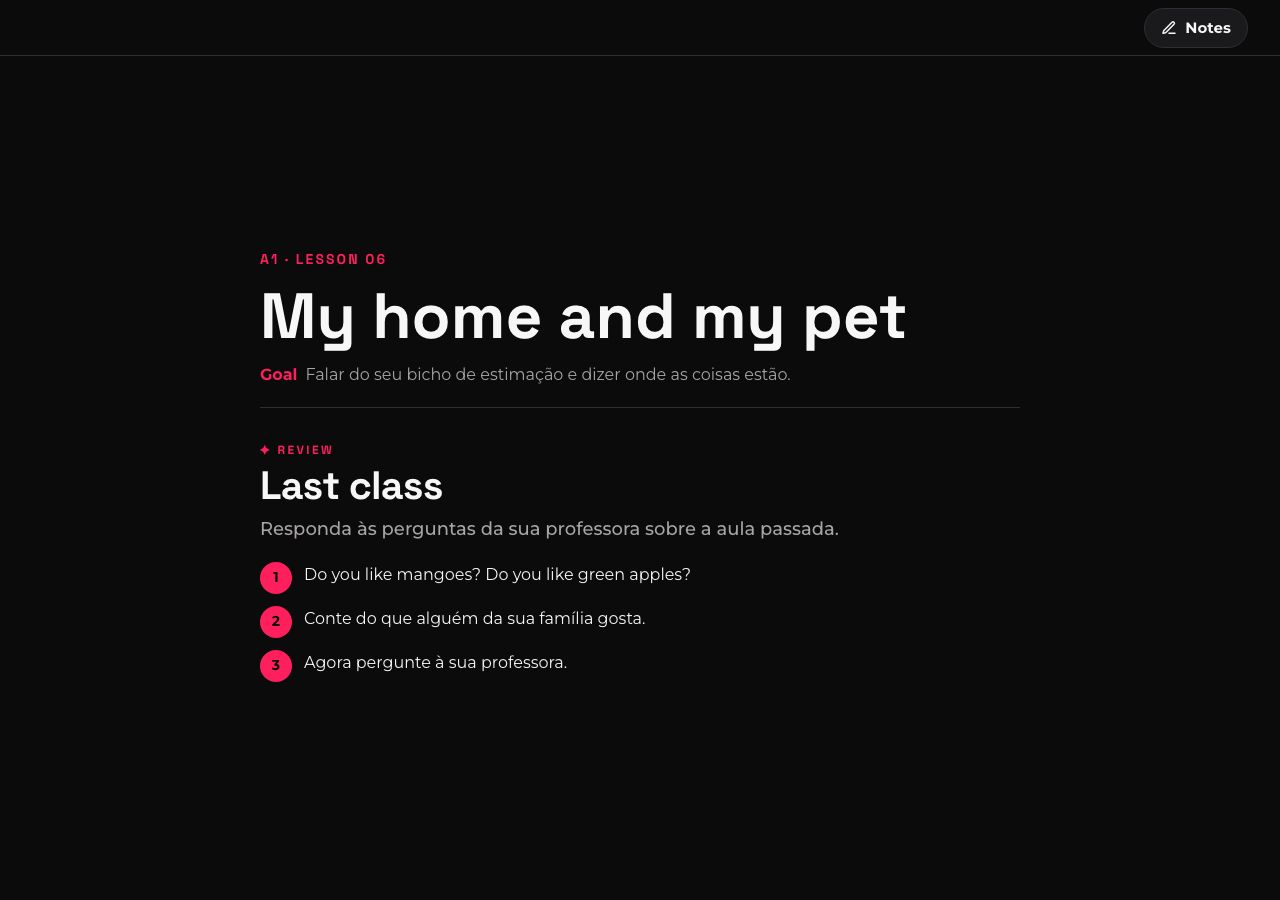 Notes
A1 · LESSON 06
My home and my pet
Goal Falar do seu bicho de estimação e dizer onde as coisas estão.
✦ REVIEW
Last class
Responda às perguntas da sua professora sobre a aula passada.
1 Do you like mangoes? Do you like green apples?
2 Conte do que alguém da sua família gosta.
3 Agora pergunte à sua professora.